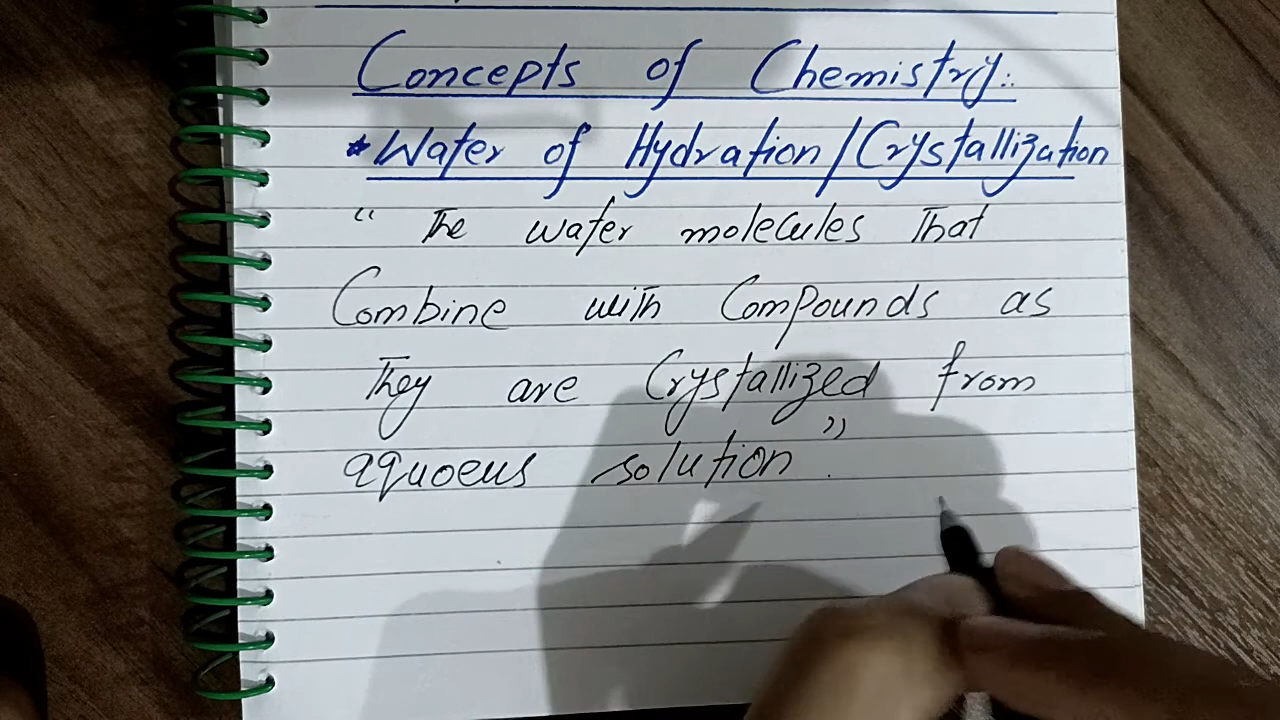 Concepts of Chemistry:.
*Water of Hydration/Crystallization
“ The water molecules that
Combine with Compounds as
They are Crystallized from
aquoeus solution”.